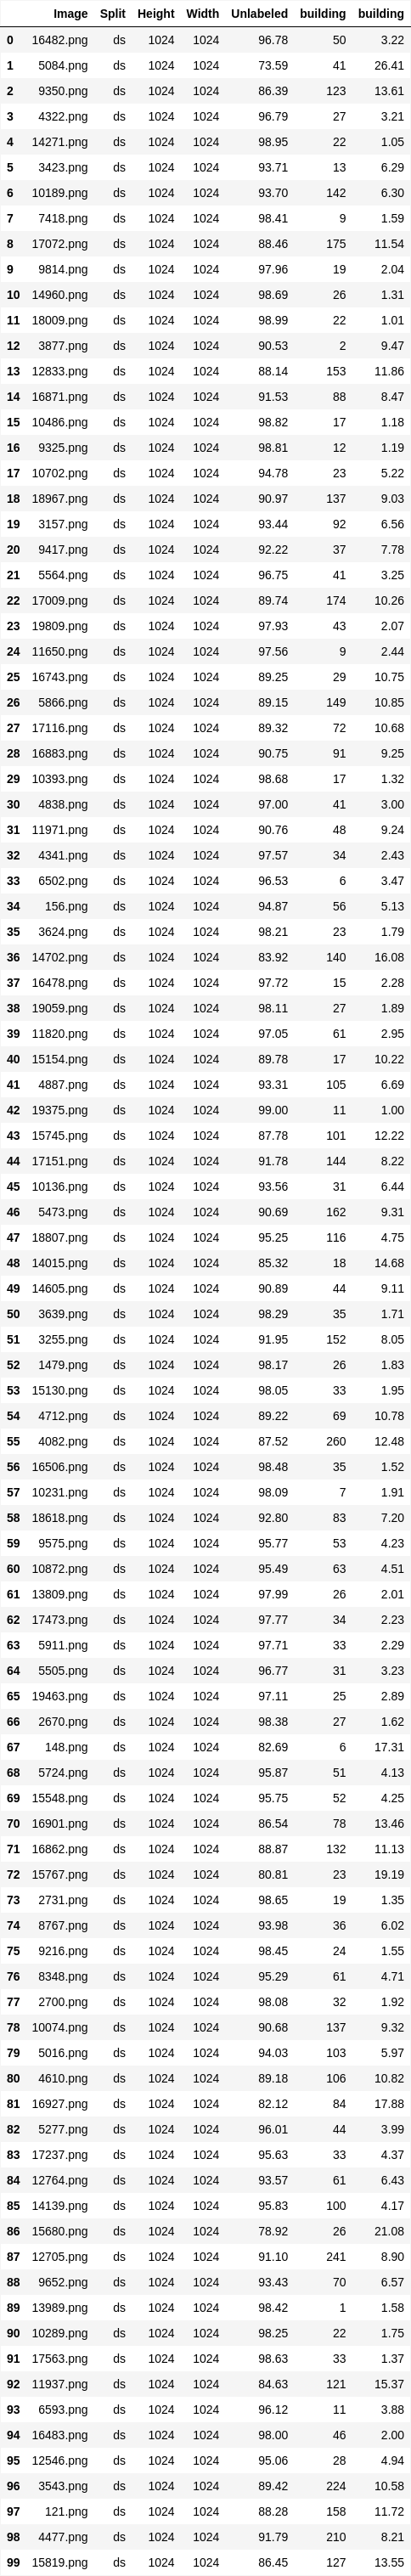 Image Split Height Width Unlabeled building building
0 16482.png ds 1024 1024 96.78 50 3.22
1 5084.png ds 1024 1024 73.59 41 26.41
2 9350.png ds 1024 1024 86.39 123 13.61
3 4322.png ds 1024 1024 96.79 27 3.21
4 14271.png ds 1024 1024 98.95 22 1.05
5 3423.png ds 1024 1024 93.71 13 6.29
6 10189.png ds 1024 1024 93.70 142 6.30
7 7418.png ds 1024 1024 98.41 9 1.59
8 17072.png ds 1024 1024 88.46 175 11.54
9 9814.png ds 1024 1024 97.96 19 2.04
10 14960.png ds 1024 1024 98.69 26 1.31
11 18009.png ds 1024 1024 98.99 22 1.01
12 3877.png ds 1024 1024 90.53 2 9.47
13 12833.png ds 1024 1024 88.14 153 11.86
14 16871.png ds 1024 1024 91.53 88 8.47
15 10486.png ds 1024 1024 98.82 17 1.18
16 9325.png ds 1024 1024 98.81 12 1.19
17 10702.png ds 1024 1024 94.78 23 5.22
18 18967.png ds 1024 1024 90.97 137 9.03
19 3157.png ds 1024 1024 93.44 92 6.56
20 9417.png ds 1024 1024 92.22 37 7.78
21 5564.png ds 1024 1024 96.75 41 3.25
22 17009.png ds 1024 1024 89.74 174 10.26
23 19809.png ds 1024 1024 97.93 43 2.07
24 11650.png ds 1024 1024 97.56 9 2.44
25 16743.png ds 1024 1024 89.25 29 10.75
26 5866.png ds 1024 1024 89.15 149 10.85
27 17116.png ds 1024 1024 89.32 72 10.68
28 16883.png ds 1024 1024 90.75 91 9.25
29 10393.png ds 1024 1024 98.68 17 1.32
30 4838.png ds 1024 1024 97.00 41 3.00
31 11971.png ds 1024 1024 90.76 48 9.24
32 4341.png ds 1024 1024 97.57 34 2.43
33 6502.png ds 1024 1024 96.53 6 3.47
34 156.png ds 1024 1024 94.87 56 5.13
35 3624.png ds 1024 1024 98.21 23 1.79
36 14702.png ds 1024 1024 83.92 140 16.08
37 16478.png ds 1024 1024 97.72 15 2.28
38 19059.png ds 1024 1024 98.11 27 1.89
39 11820.png ds 1024 1024 97.05 61 2.95
40 15154.png ds 1024 1024 89.78 17 10.22
41 4887.png ds 1024 1024 93.31 105 6.69
42 19375.png ds 1024 1024 99.00 11 1.00
43 15745.png ds 1024 1024 87.78 101 12.22
44 17151.png ds 1024 1024 91.78 144 8.22
45 10136.png ds 1024 1024 93.56 31 6.44
46 5473.png ds 1024 1024 90.69 162 9.31
47 18807.png ds 1024 1024 95.25 116 4.75
48 14015.png ds 1024 1024 85.32 18 14.68
49 14605.png ds 1024 1024 90.89 44 9.11
50 3639.png ds 1024 1024 98.29 35 1.71
51 3255.png ds 1024 1024 91.95 152 8.05
52 1479.png ds 1024 1024 98.17 26 1.83
53 15130.png ds 1024 1024 98.05 33 1.95
54 4712.png ds 1024 1024 89.22 69 10.78
55 4082.png ds 1024 1024 87.52 260 12.48
56 16506.png ds 1024 1024 98.48 35 1.52
57 10231.png ds 1024 1024 98.09 7 1.91
58 18618.png ds 1024 1024 92.80 83 7.20
59 9575.png ds 1024 1024 95.77 53 4.23
60 10872.png ds 1024 1024 95.49 63 4.51
61 13809.png ds 1024 1024 97.99 26 2.01
62 17473.png ds 1024 1024 97.77 34 2.23
63 5911.png ds 1024 1024 97.71 33 2.29
64 5505.png ds 1024 1024 96.77 31 3.23
65 19463.png ds 1024 1024 97.11 25 2.89
66 2670.png ds 1024 1024 98.38 27 1.62
67 148.png ds 1024 1024 82.69 6 17.31
68 5724.png ds 1024 1024 95.87 51 4.13
69 15548.png ds 1024 1024 95.75 52 4.25
70 16901.png ds 1024 1024 86.54 78 13.46
71 16862.png ds 1024 1024 88.87 132 11.13
72 15767.png ds 1024 1024 80.81 23 19.19
73 2731.png ds 1024 1024 98.65 19 1.35
74 8767.png ds 1024 1024 93.98 36 6.02
75 9216.png ds 1024 1024 98.45 24 1.55
76 8348.png ds 1024 1024 95.29 61 4.71
77 2700.png ds 1024 1024 98.08 32 1.92
78 10074.png ds 1024 1024 90.68 137 9.32
79 5016.png ds 1024 1024 94.03 103 5.97
80 4610.png ds 1024 1024 89.18 106 10.82
81 16927.png ds 1024 1024 82.12 84 17.88
82 5277.png ds 1024 1024 96.01 44 3.99
83 17237.png ds 1024 1024 95.63 33 4.37
84 12764.png ds 1024 1024 93.57 61 6.43
85 14139.png ds 1024 1024 95.83 100 4.17
86 15680.png ds 1024 1024 78.92 26 21.08
87 12705.png ds 1024 1024 91.10 241 8.90
88 9652.png ds 1024 1024 93.43 70 6.57
89 13989.png ds 1024 1024 98.42 1 1.58
90 10289.png ds 1024 1024 98.25 22 1.75
91 17563.png ds 1024 1024 98.63 33 1.37
92 11937.png ds 1024 1024 84.63 121 15.37
93 6593.png ds 1024 1024 96.12 11 3.88
94 16483.png ds 1024 1024 98.00 46 2.00
95 12546.png ds 1024 1024 95.06 28 4.94
96 3543.png ds 1024 1024 89.42 224 10.58
97 121.png ds 1024 1024 88.28 158 11.72
98 4477.png ds 1024 1024 91.79 210 8.21
99 15819.png ds 1024 1024 86.45 127 13.55